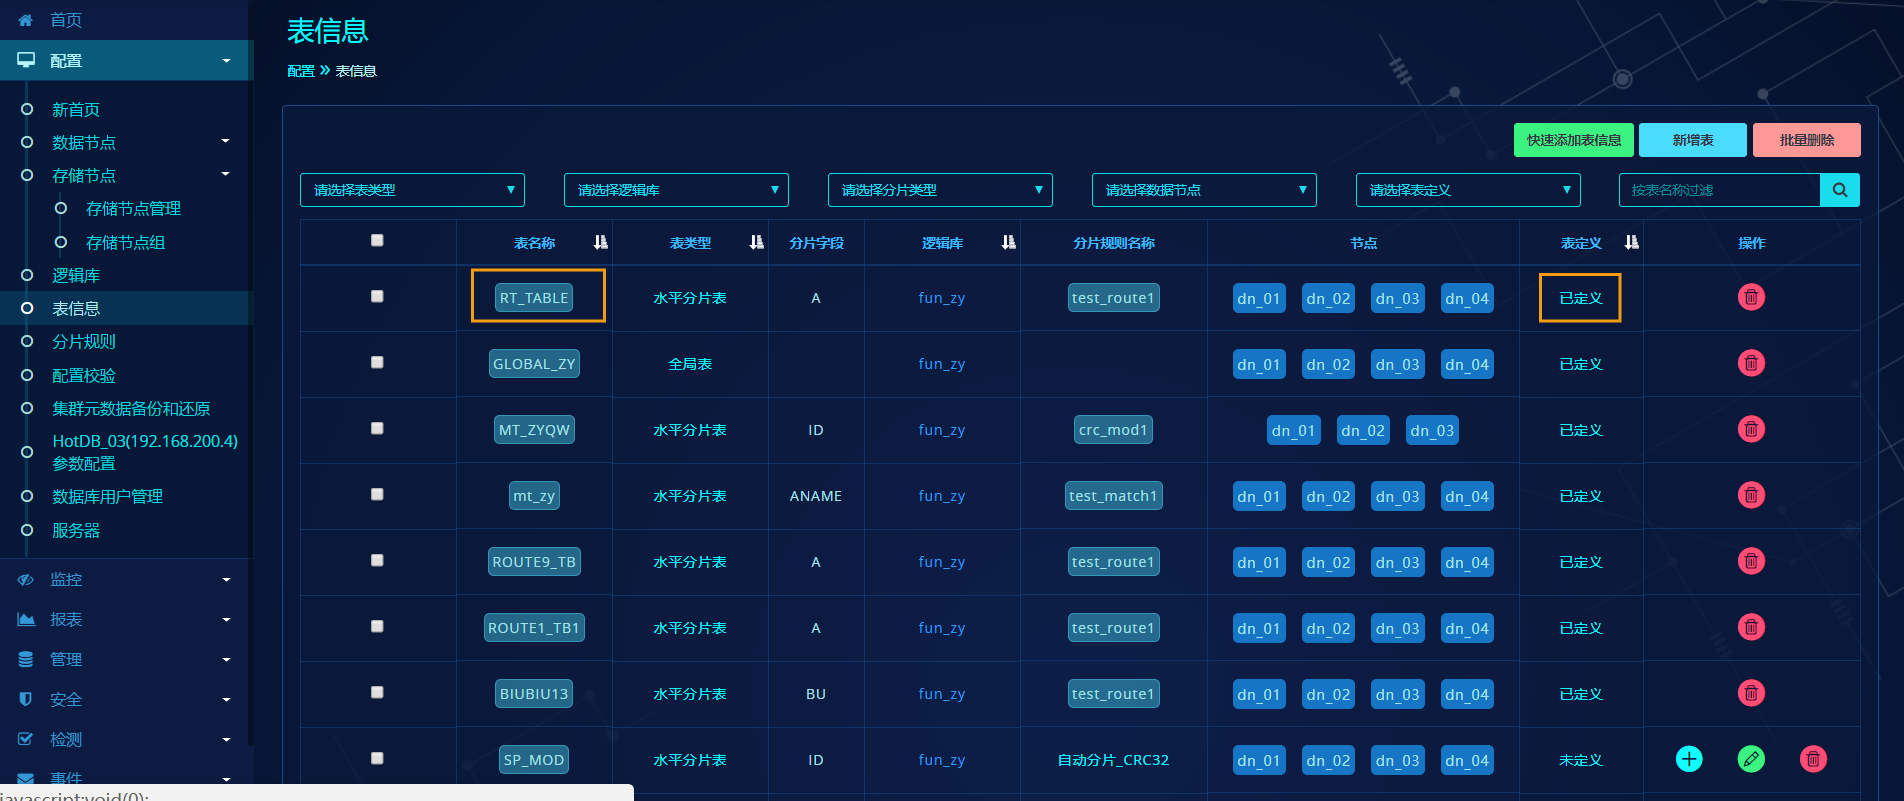 首页
配置
新首页
数据节点
存储节点
存储节点管理
存储节点组
逻辑库
表信息
分片规则
配置校验
集群元数据备份和还原
HotDB_03(192.168.200.4)
参数配置
数据库用户管理
服务器
监控
报表
管理
安全
检测
事件
javascript:void(0);
表信息
配置 » 表信息
快速添加表信息 新增表 批量删除
请选择表类型 请选择逻辑库 请选择分片类型 请选择数据节点 请选择表定义 按表名称过滤
表名称 表类型 分片字段 逻辑库 分片规则名称 节点 表定义 操作
RT_TABLE 水平分片表 A fun_zy test_route1 dn_01 dn_02 dn_03 dn_04 已定义
GLOBAL_ZY 全局表 fun_zy dn_01 dn_02 dn_03 dn_04 已定义
MT_ZYQW 水平分片表 ID fun_zy crc_mod1 dn_01 dn_02 dn_03 已定义
mt_zy 水平分片表 ANAME fun_zy test_match1 dn_01 dn_02 dn_03 dn_04 已定义
ROUTE9_TB 水平分片表 A fun_zy test_route1 dn_01 dn_02 dn_03 dn_04 已定义
ROUTE1_TB1 水平分片表 A fun_zy test_route1 dn_01 dn_02 dn_03 dn_04 已定义
BIUBIU13 水平分片表 BU fun_zy test_route1 dn_01 dn_02 dn_03 dn_04 已定义
SP_MOD 水平分片表 ID fun_zy 自动分片_CRC32 dn_01 dn_02 dn_03 dn_04 未定义